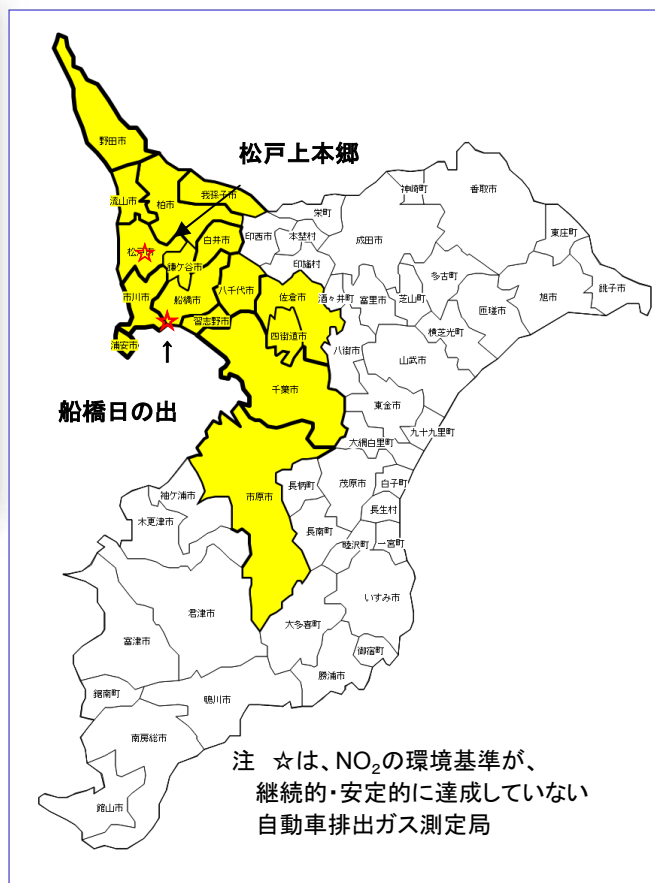 野田市
松戸上本郷
流山市
柏市
我孫子市
神崎町
香取市
栄町
印西市
本埜村
成田市
東庄町
松戸市
白井市
鎌ケ谷市
印旛村
多古町
銚子市
市川市
船橋市
八千代市
佐倉市
酒々井町
富里市
芝山町
匝瑳市
旭市
習志野市
四街道市
横芝光町
浦安市
八街市
山武市
↑
千葉市
船橋日の出
東金市
九十九里町
大網白里町
袖ケ浦市
市原市
長柄町
茂原市
白子町
木更津市
長生村
長南町
睦沢町
一宮町
いすみ市
君津市
大多喜町
富津市
御宿町
勝浦市
鋸南町
鴨川市
南房総市
館山市
注 ☆は、NO₂の環境基準が、
継続的・安定的に達成していない
自動車排出ガス測定局